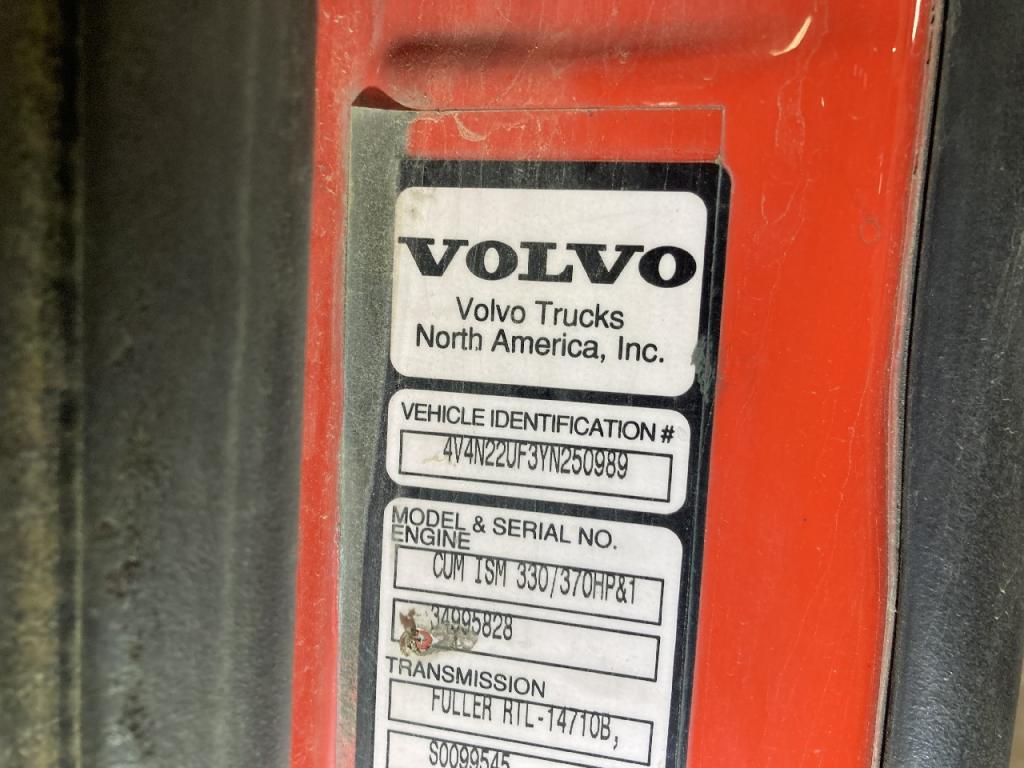 VOLVO
Volvo Trucks
North America, Inc.
VEHICLE IDENTIFICATION #
4V4N22UF3YN250989
MODEL & SERIAL NO.
ENGINE
CUM ISM 330/370HP&1
34995828
TRANSMISSION
FULLER RTL-14710B,
S0099545